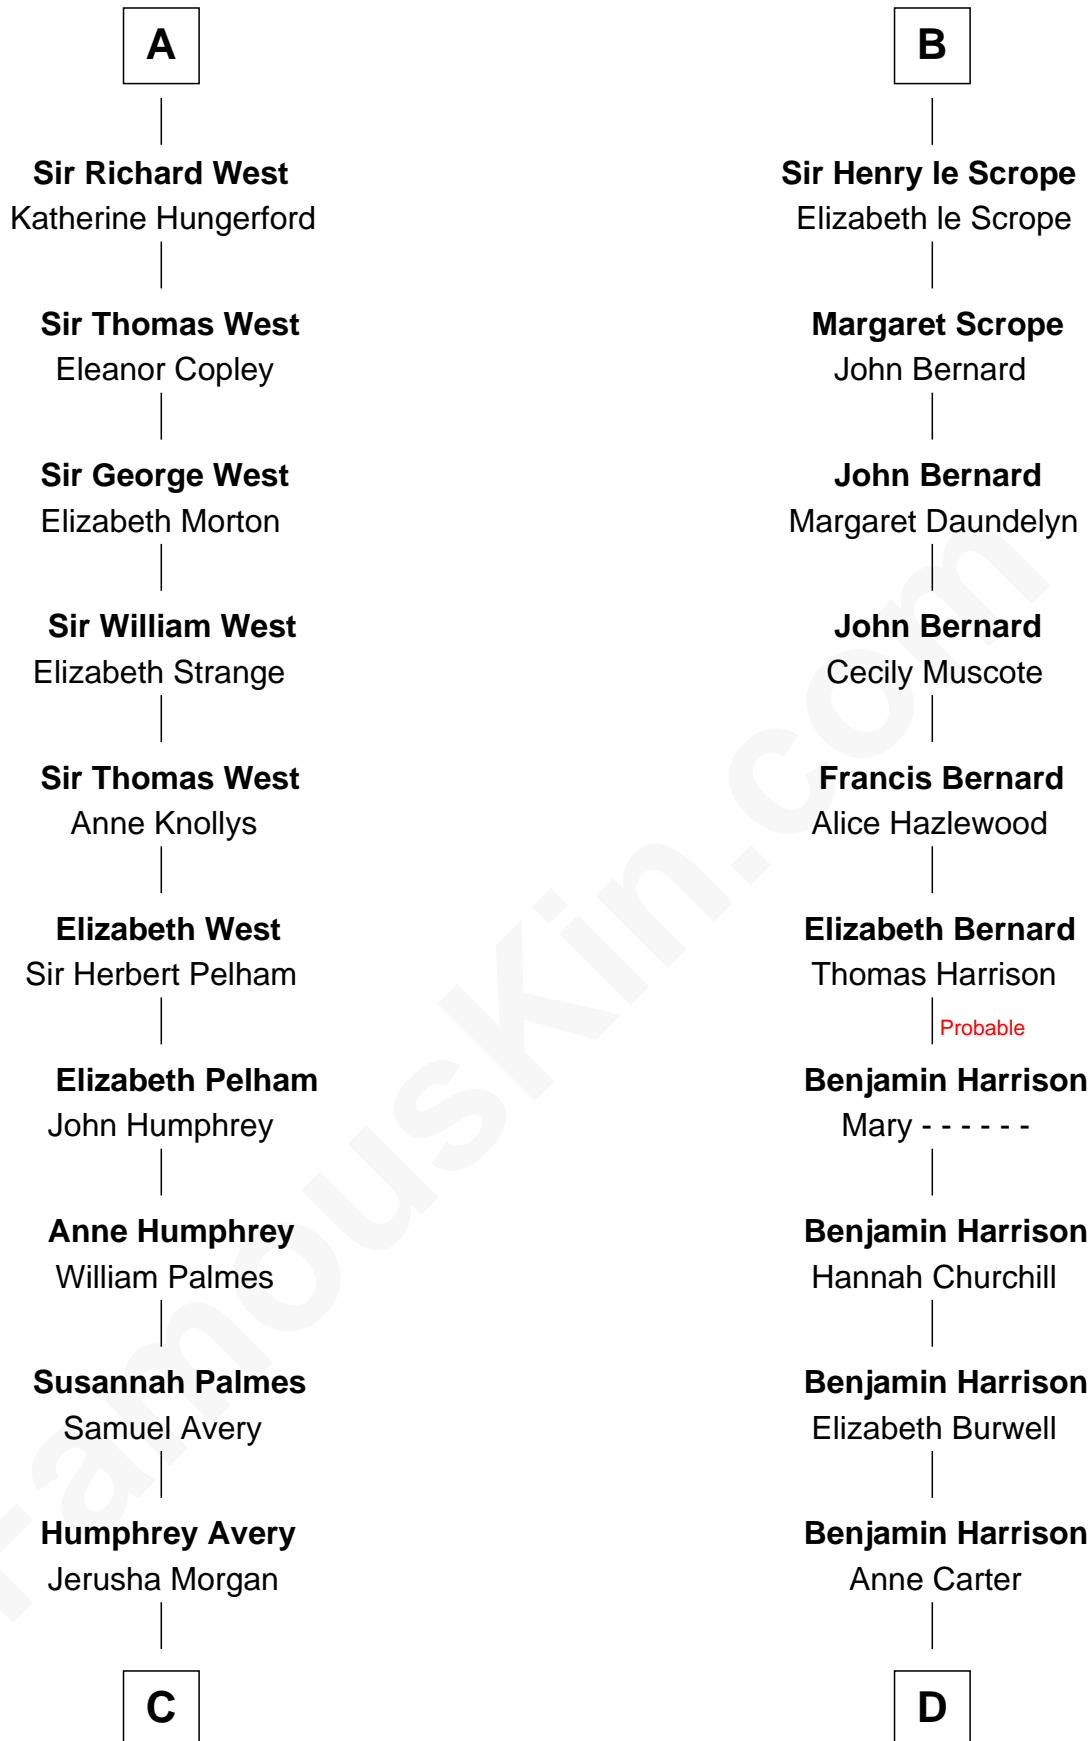 A
Sir Richard West
Katherine Hungerford
Sir Thomas West
Eleanor Copley
Sir George West
Elizabeth Morton
Sir William West
Elizabeth Strange
Sir Thomas West
Anne Knollys
Elizabeth West
Sir Herbert Pelham
Elizabeth Pelham
John Humphrey
Anne Humphrey
William Palmes
Susannah Palmes
Samuel Avery
Humphrey Avery
Jerusha Morgan
C
B
Sir Henry le Scrope
Elizabeth le Scrope
Margaret Scrope
John Bernard
John Bernard
Margaret Daundelyn
John Bernard
Cecily Muscote
Francis Bernard
Alice Hazlewood
Elizabeth Bernard
Thomas Harrison
Probable
Benjamin Harrison
Mary - - - - - -
Benjamin Harrison
Hannah Churchill
Benjamin Harrison
Elizabeth Burwell
Benjamin Harrison
Anne Carter
D
FamousKin.com